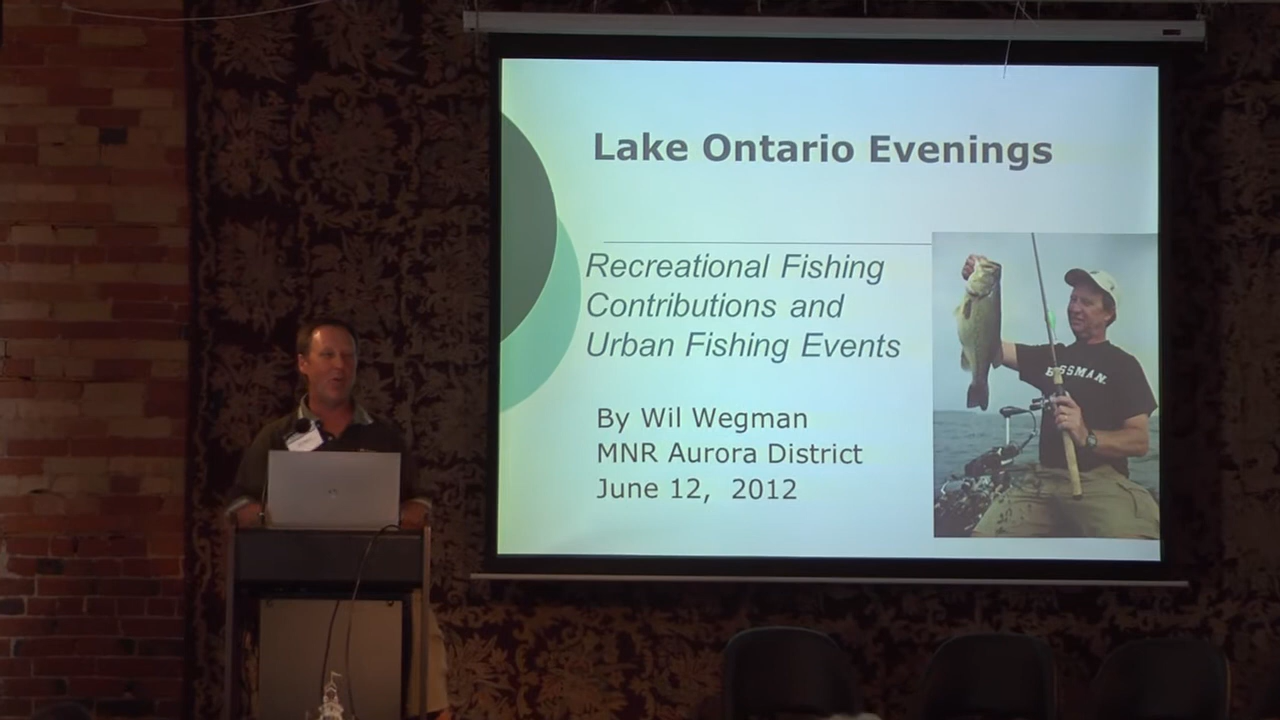 Lake Ontario Evenings
Recreational Fishing
Contributions and
Urban Fishing Events
By Wil Wegman
MNR Aurora District
June 12, 2012